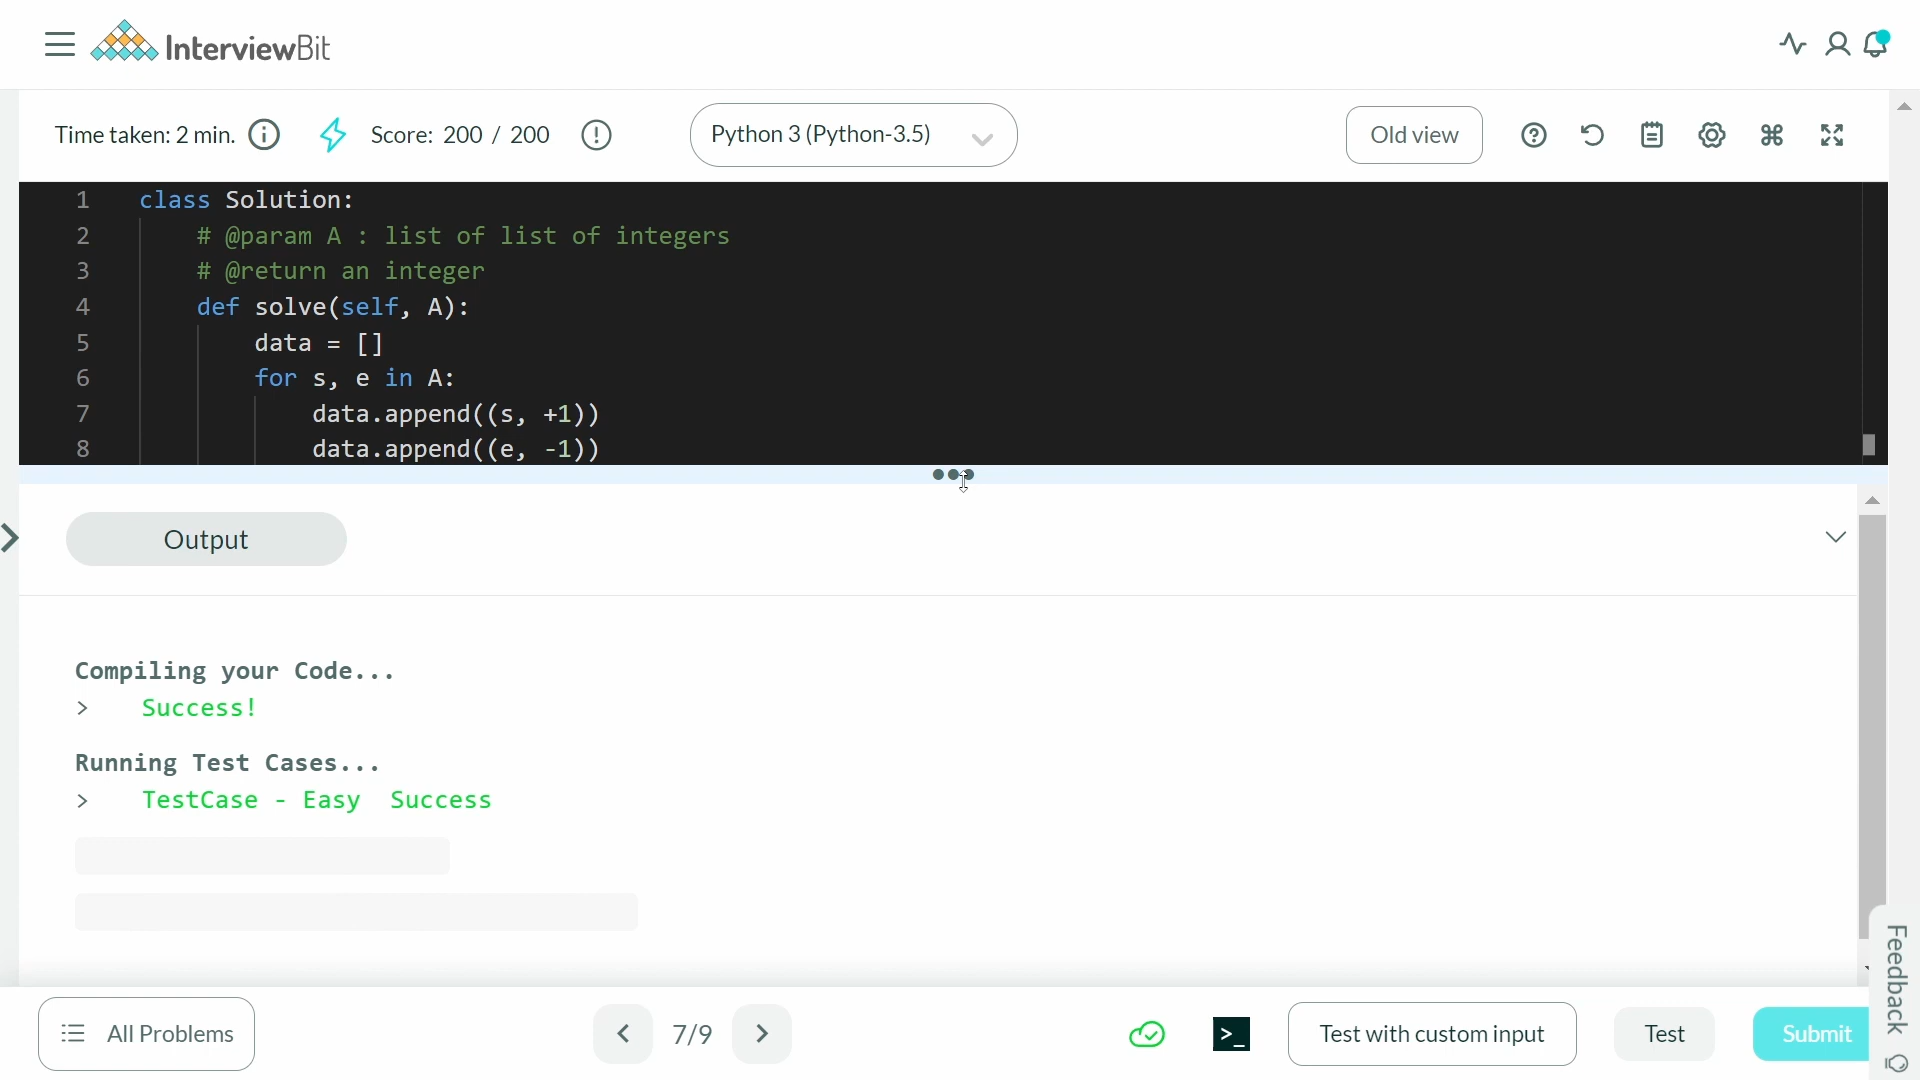 InterviewBit
Time taken: 2 min.
Score: 200 / 200
Python 3 (Python-3.5)
Old view
1 class Solution:
2 # @param A : list of list of integers
3 # @return an integer
4 def solve(self, A):
5 data = []
6 for s, e in A:
7 data.append((s, +1))
8 data.append((e, -1))
Output
Compiling your Code...
> Success!
Running Test Cases...
> TestCase - Easy Success
All Problems
7/9
>_
Test with custom input
Test
Submit
Feedback